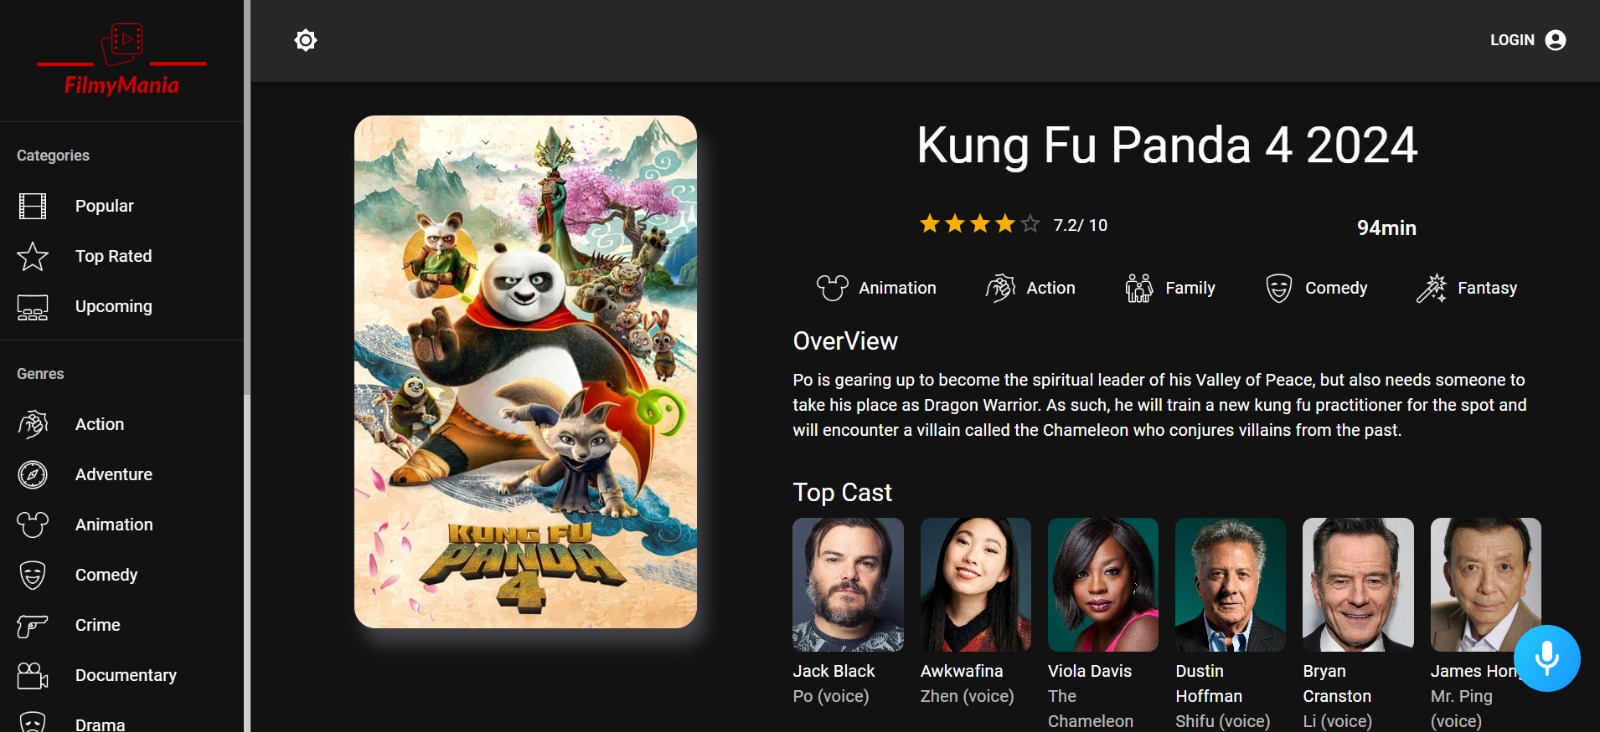 FilmyMania
Categories
Popular
Top Rated
Upcoming
Genres
Action
Adventure
Animation
Comedy
Crime
Documentary
Drama
LOGIN
KUNG FU
PANDA
4
Kung Fu Panda 4 2024
7.2/ 10
94min
Animation
Action
Family
Comedy
Fantasy
OverView
Po is gearing up to become the spiritual leader of his Valley of Peace, but also needs someone to
take his place as Dragon Warrior. As such, he will train a new kung fu practitioner for the spot and
will encounter a villain called the Chameleon who conjures villains from the past.
Top Cast
Jack Black
Po (voice)
Awkwafina
Zhen (voice)
Viola Davis
The
Chameleon
Dustin
Hoffman
Shifu (voice)
Bryan
Cranston
Li (voice)
James Hon
Mr. Ping
(voice)